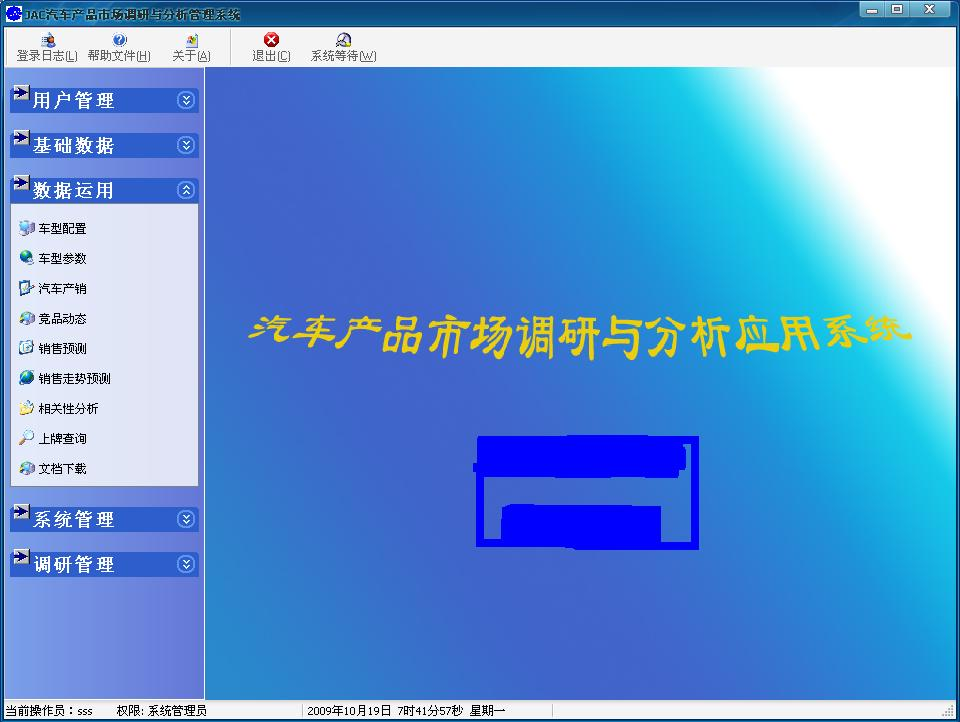 JAC汽车产品市场调研与分析管理系统
登录日志(L) 帮助文件(H) 关于(A) 退出(C) 系统等待(W)
用户管理
基础数据
数据运用
车型配置
车型参数
汽车产销
竞品动态
销售预测
销售走势预测
相关性分析
上牌查询
文档下载
系统管理
调研管理
汽车产品市场调研与分析应用系统
当前操作员：sss 权限: 系统管理员 2009年10月19日 7时41分57秒 星期一